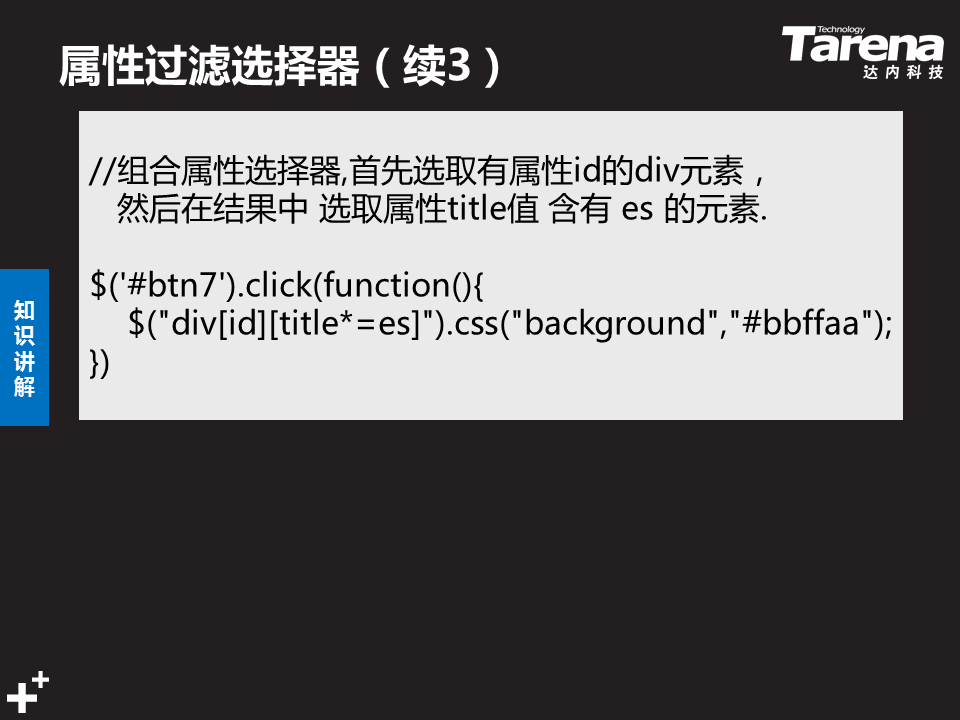 属性过滤选择器（续3）
Technology
Tarena
达内科技
//组合属性选择器,首先选取有属性id的div元素，
然后在结果中 选取属性title值 含有 es 的元素.
$('#btn7').click(function(){
$("div[id][title*=es]").css("background","#bbffaa");
})
知
识
讲
解